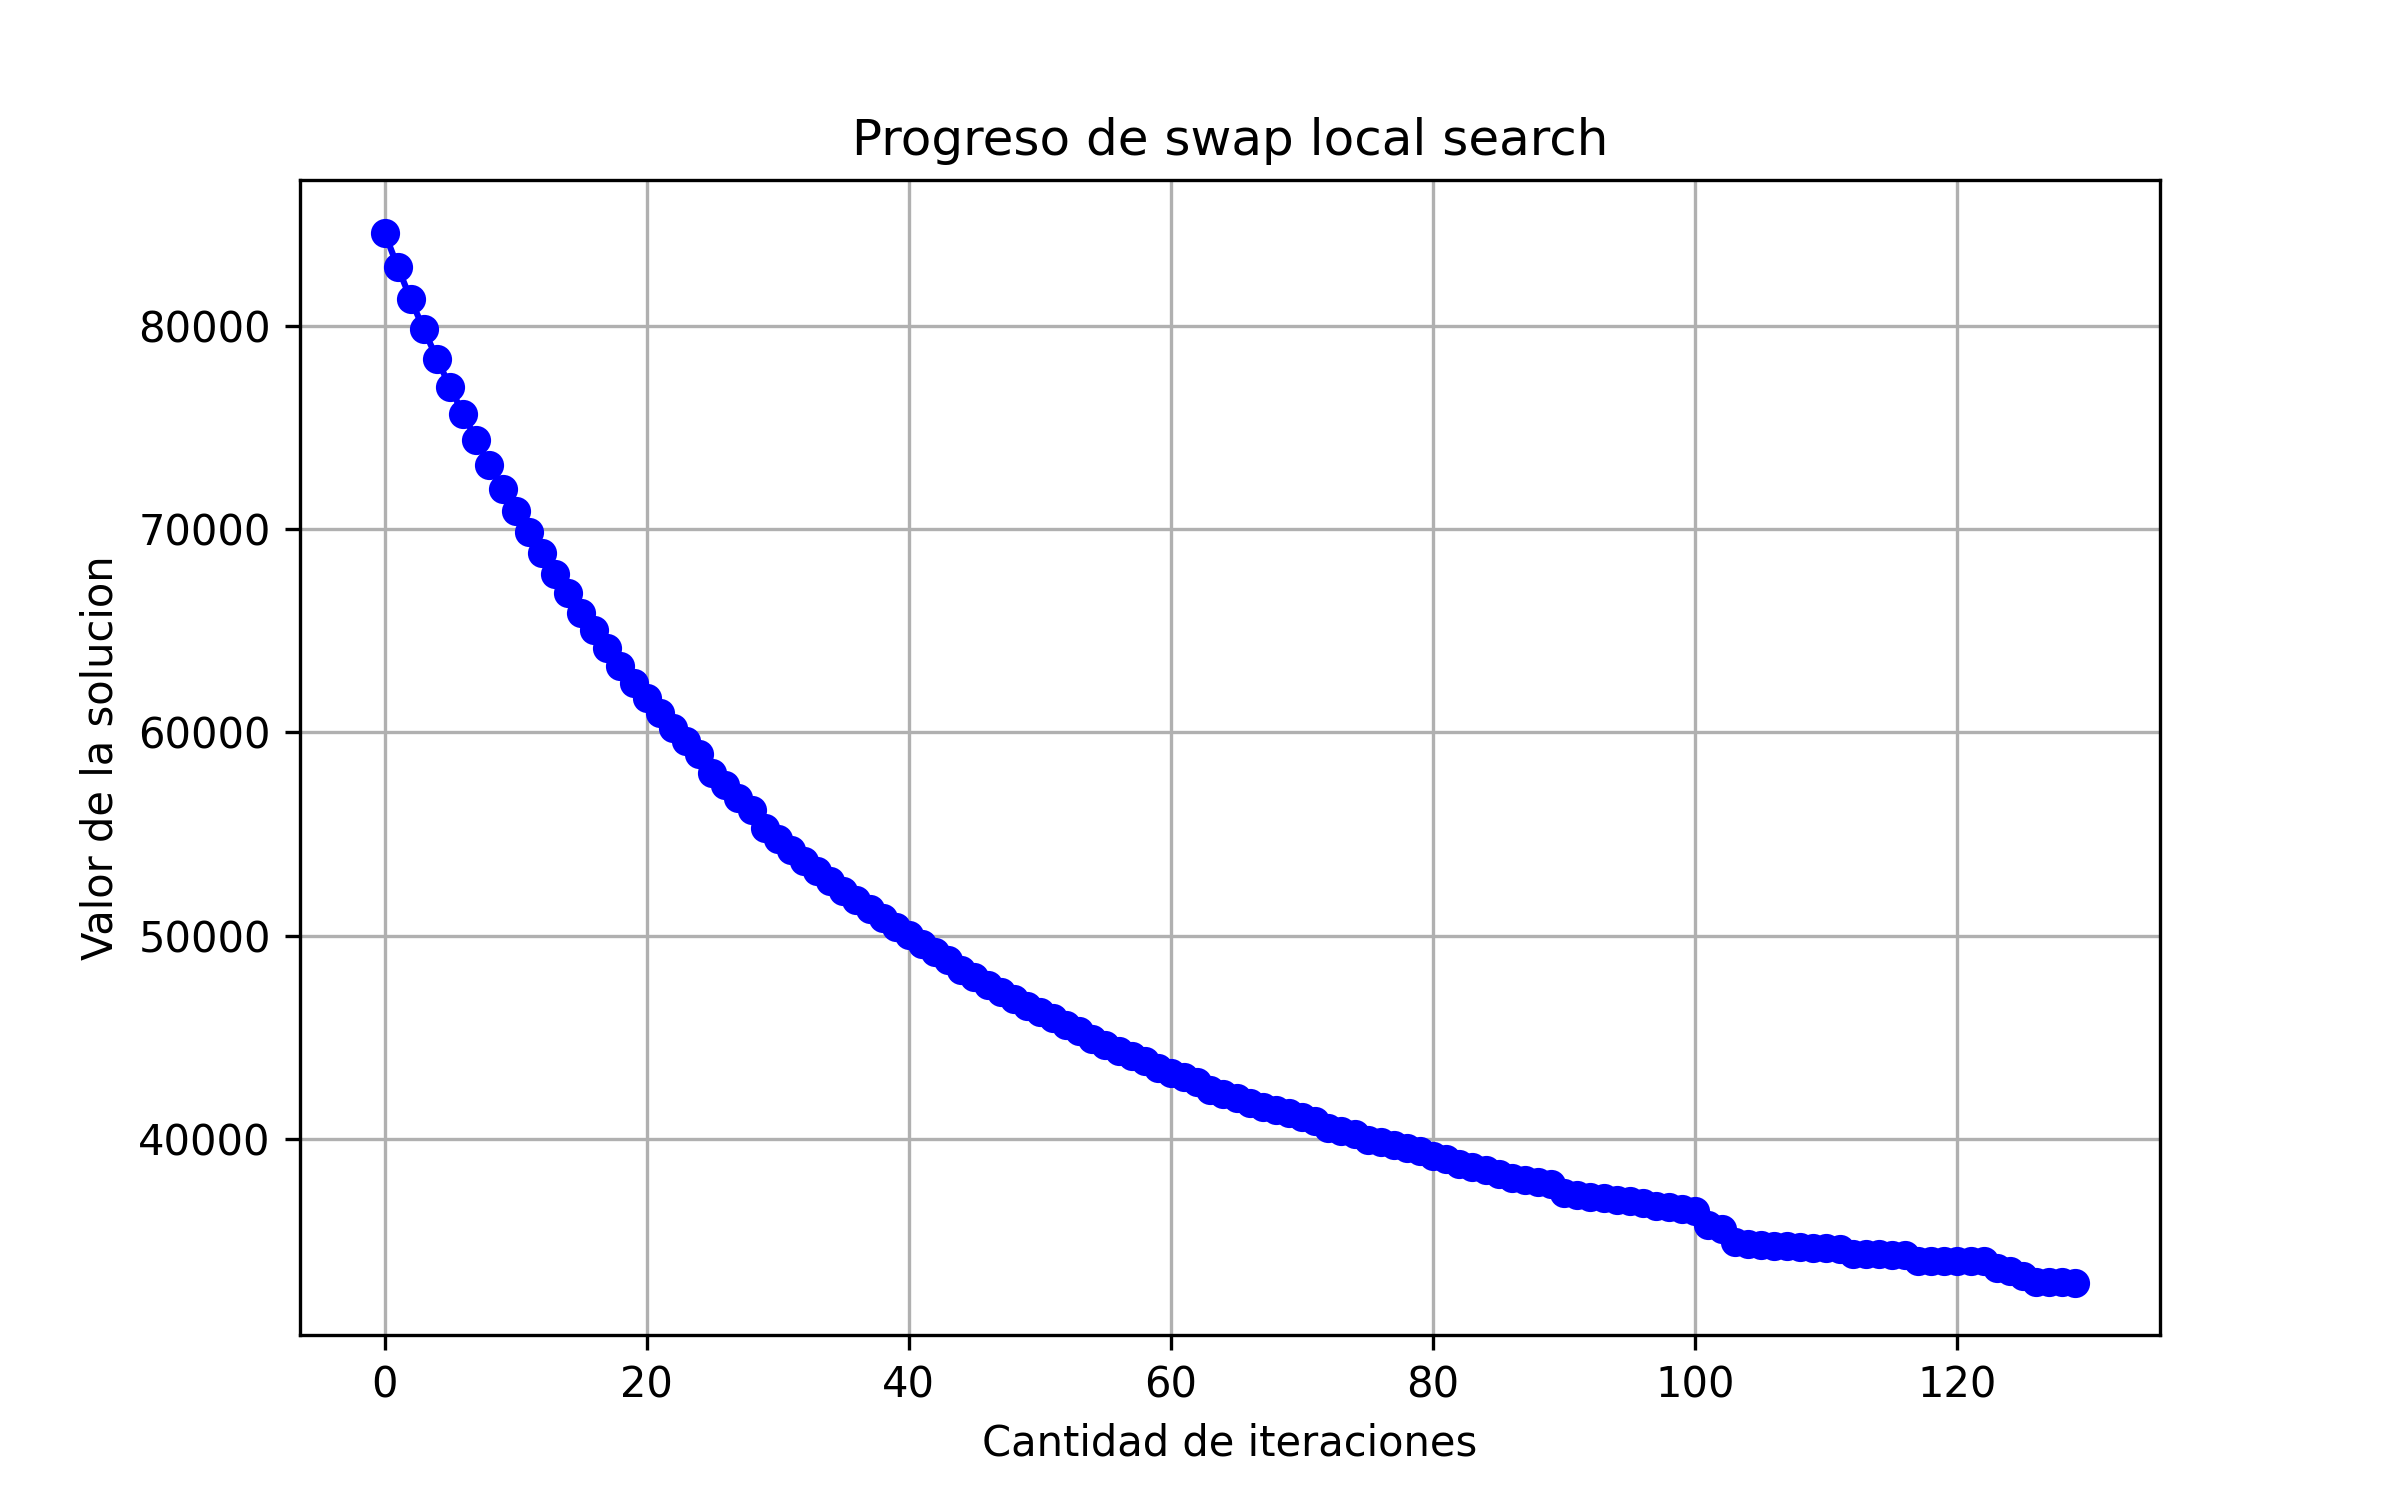 Progreso de swap local search
Valor de la solucion
80000
70000
60000
50000
40000
0 20 40 60 80 100 120
Cantidad de iteraciones